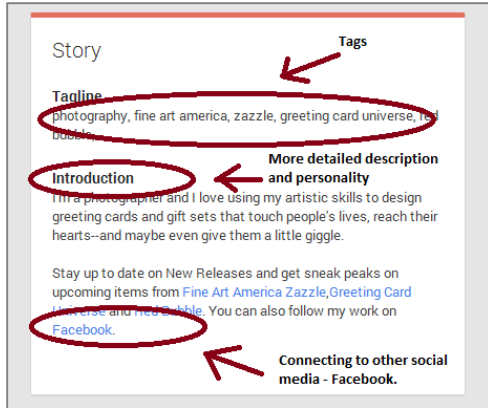 Story
Tags
Tagline
photography, fine art america, zazzle, greeting card universe, red
bubble,
More detailed description
and personality
Introduction
I'm a photographer and I love using my artistic skills to design
greeting cards and gift sets that touch people's lives, reach their
hearts--and maybe even give them a little giggle.
Stay up to date on New Releases and get sneak peaks on
upcoming items from Fine Art America Zazzle,Greeting Card
Universe and Red Bubble. You can also follow my work on
Facebook.
Connecting to other social
media - Facebook.